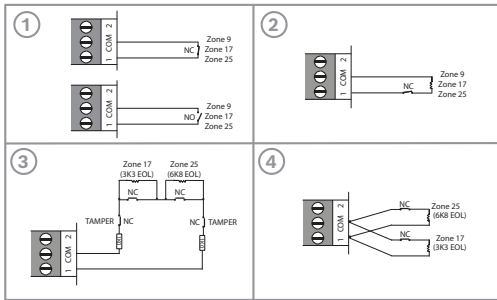 1
1 COM 2
NC
Zone 9
Zone 17
Zone 25
1 COM 2
NO
Zone 9
Zone 17
Zone 25
2
1 COM 2
NC
Zone 9
Zone 17
Zone 25
3
Zone 17
(3K3 EOL)
Zone 25
(6K8 EOL)
NC
NC
TAMPER
NC
NC
TAMPER
1 COM 2
4
1 COM 2
NC
Zone 25
(6K8 EOL)
NC
Zone 17
(3K3 EOL)